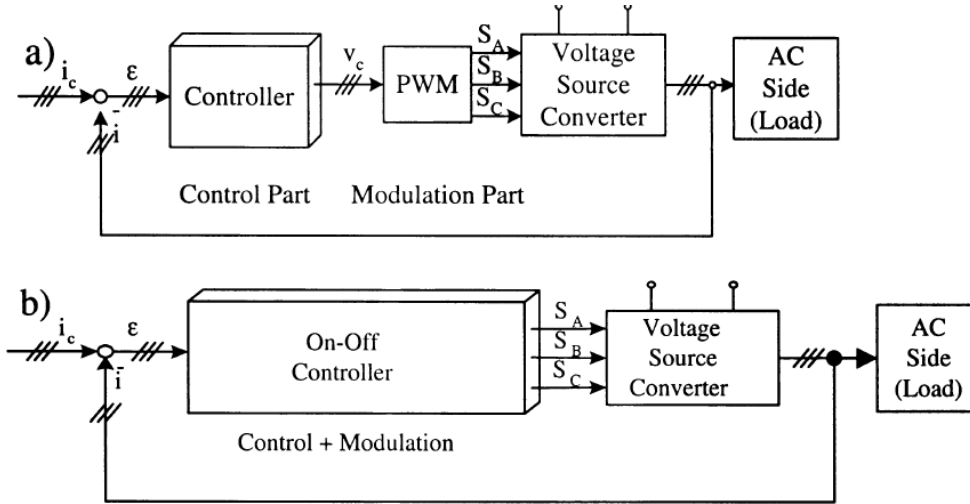 a)
i_c
ε
-
i
Controller
v_c
PWM
S_A
S_B
S_C
Voltage
Source
Converter
AC
Side
(Load)
Control Part
Modulation Part
b)
i_c
ε
-
i
On-Off
Controller
S_A
S_B
S_C
Voltage
Source
Converter
AC
Side
(Load)
Control + Modulation